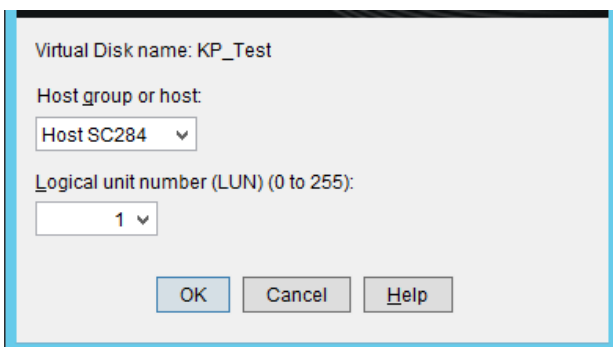 Virtual Disk name: KP_Test
Host group or host:
Host SC284
Logical unit number (LUN) (0 to 255):
1
OK Cancel Help